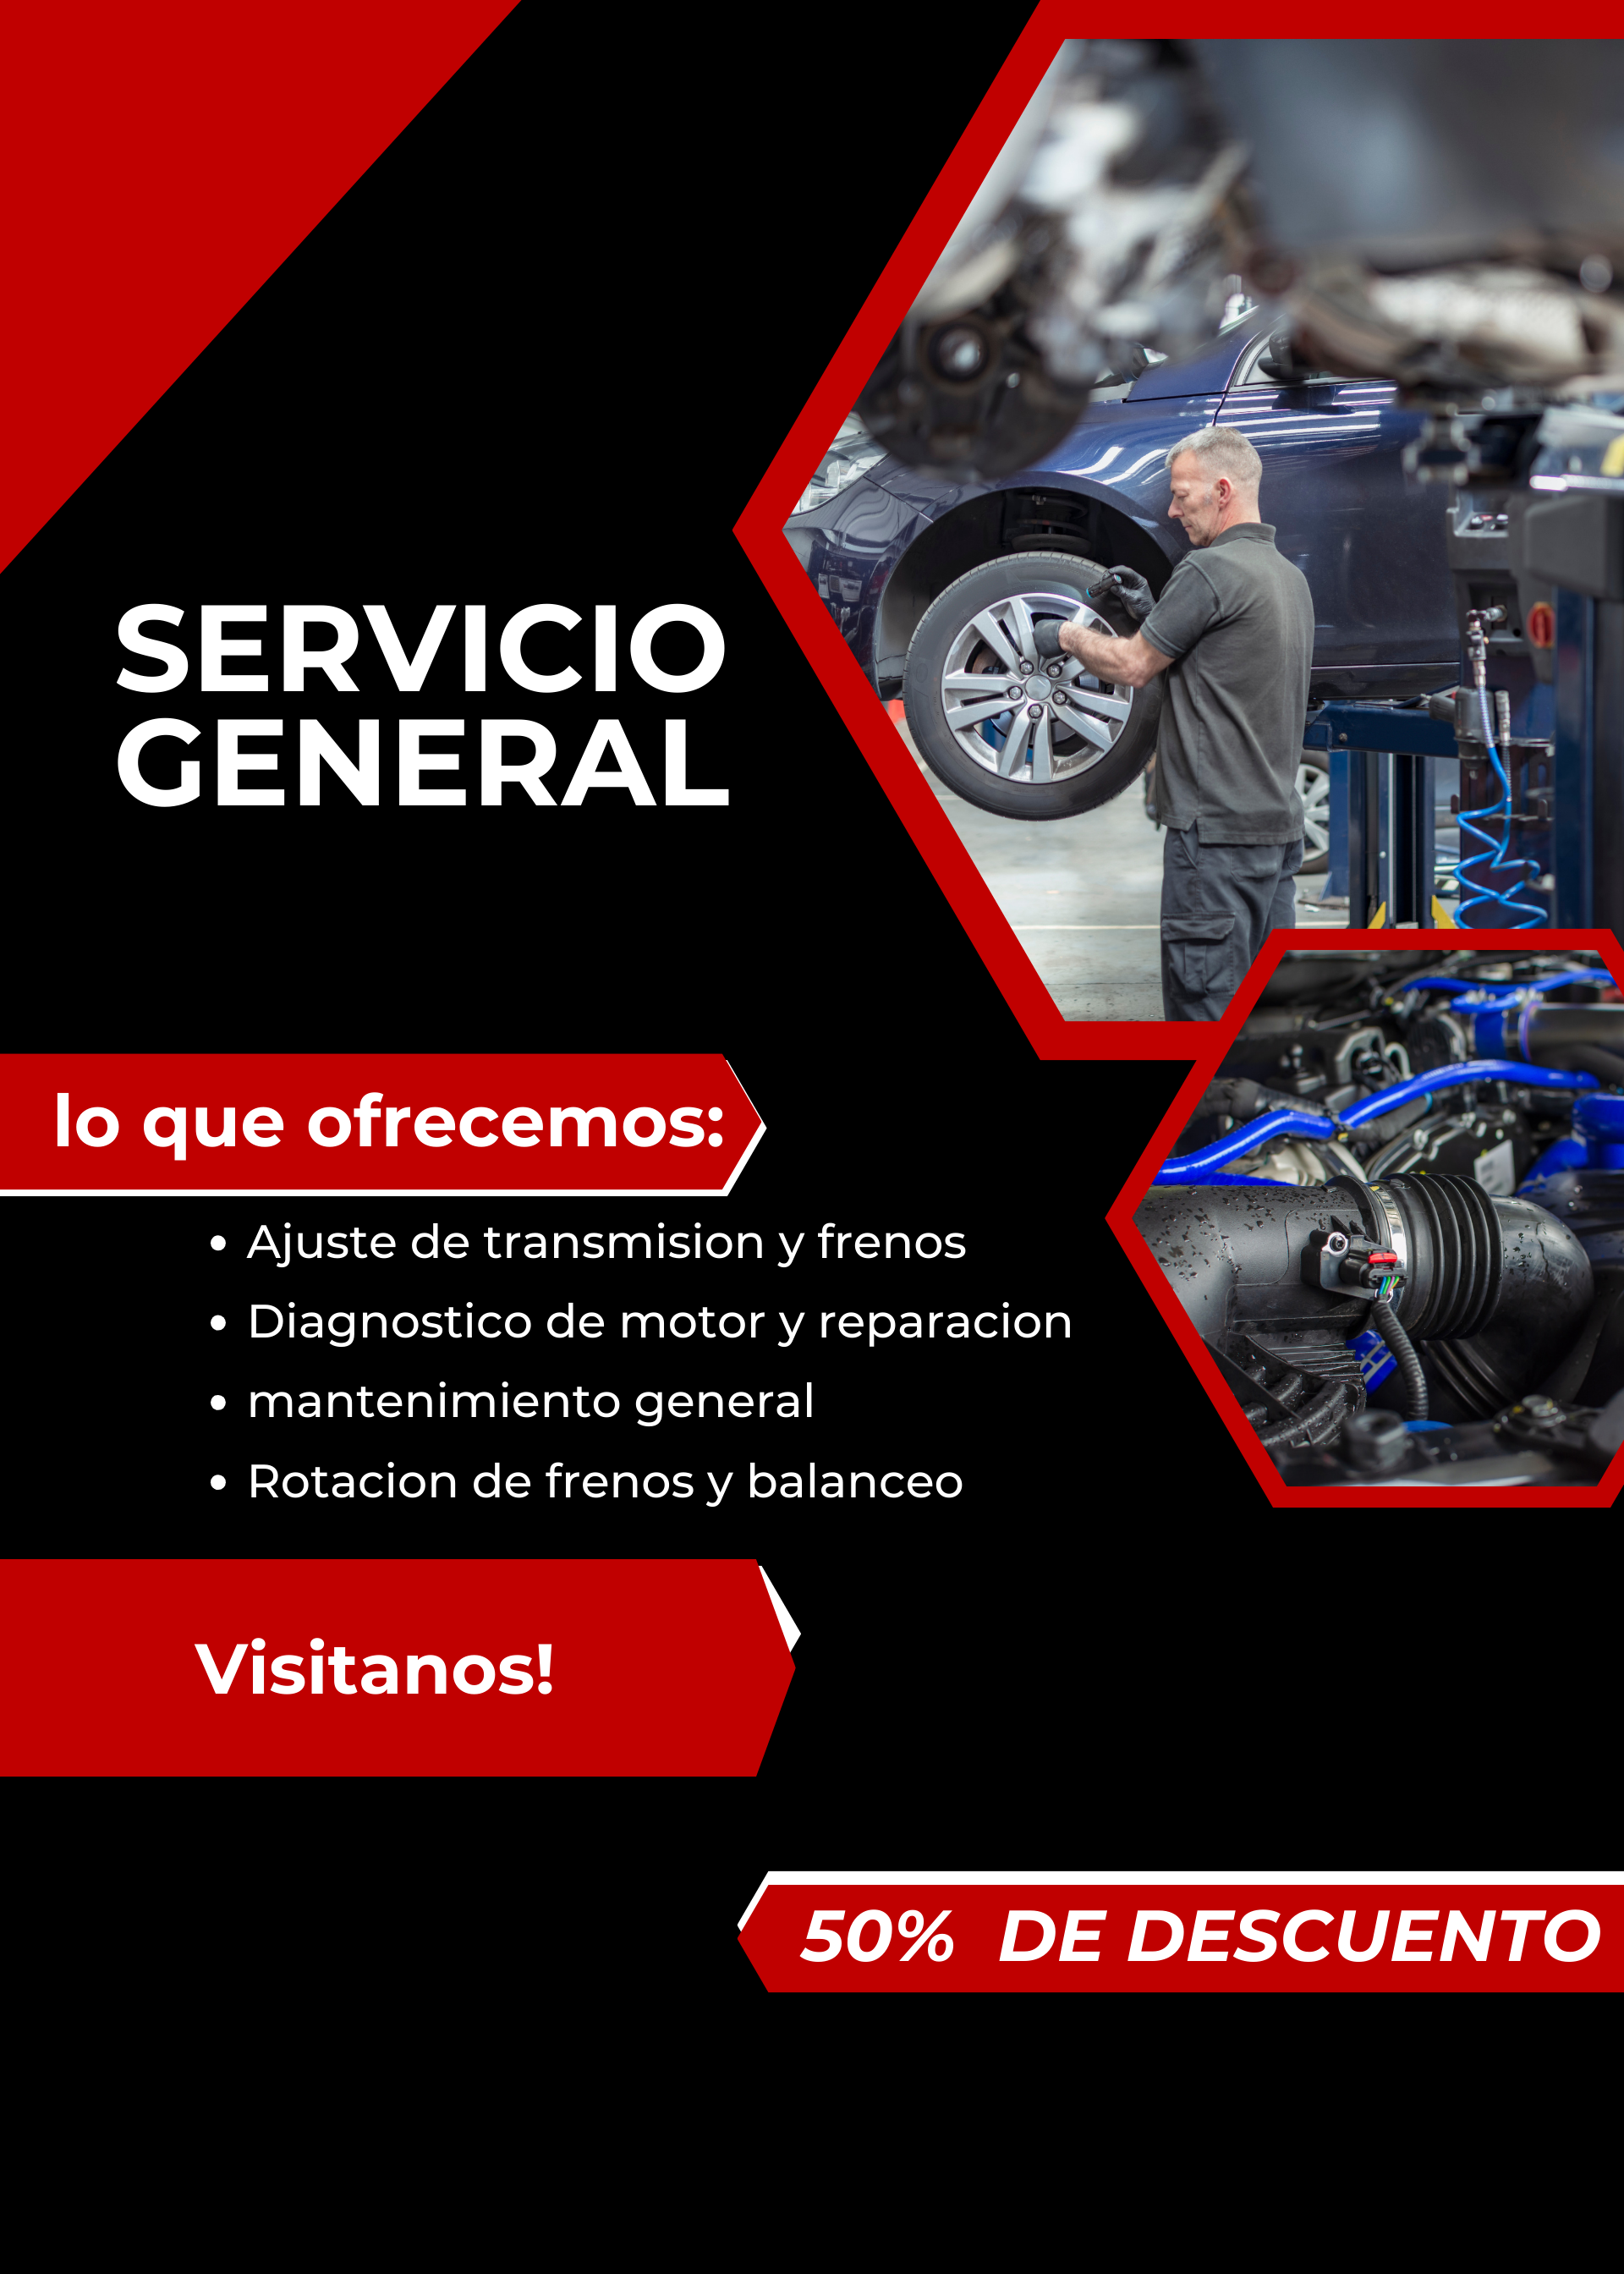 SERVICIO
GENERAL
lo que ofrecemos:
Ajuste de transmision y frenos
Diagnostico de motor y reparacion
mantenimiento general
Rotacion de frenos y balanceo
Visitanos!
50% DE DESCUENTO